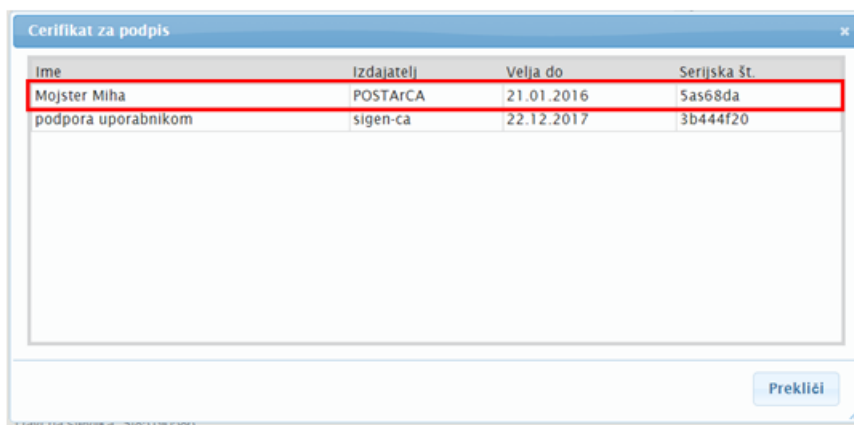 Cerifikat za podpis
Ime Izdajatelj Velja do Serijska št.
Mojster Miha POSTArCA 21.01.2016 5as68da
podpora uporabnikom sigen-ca 22.12.2017 3b444f20
Prekliči